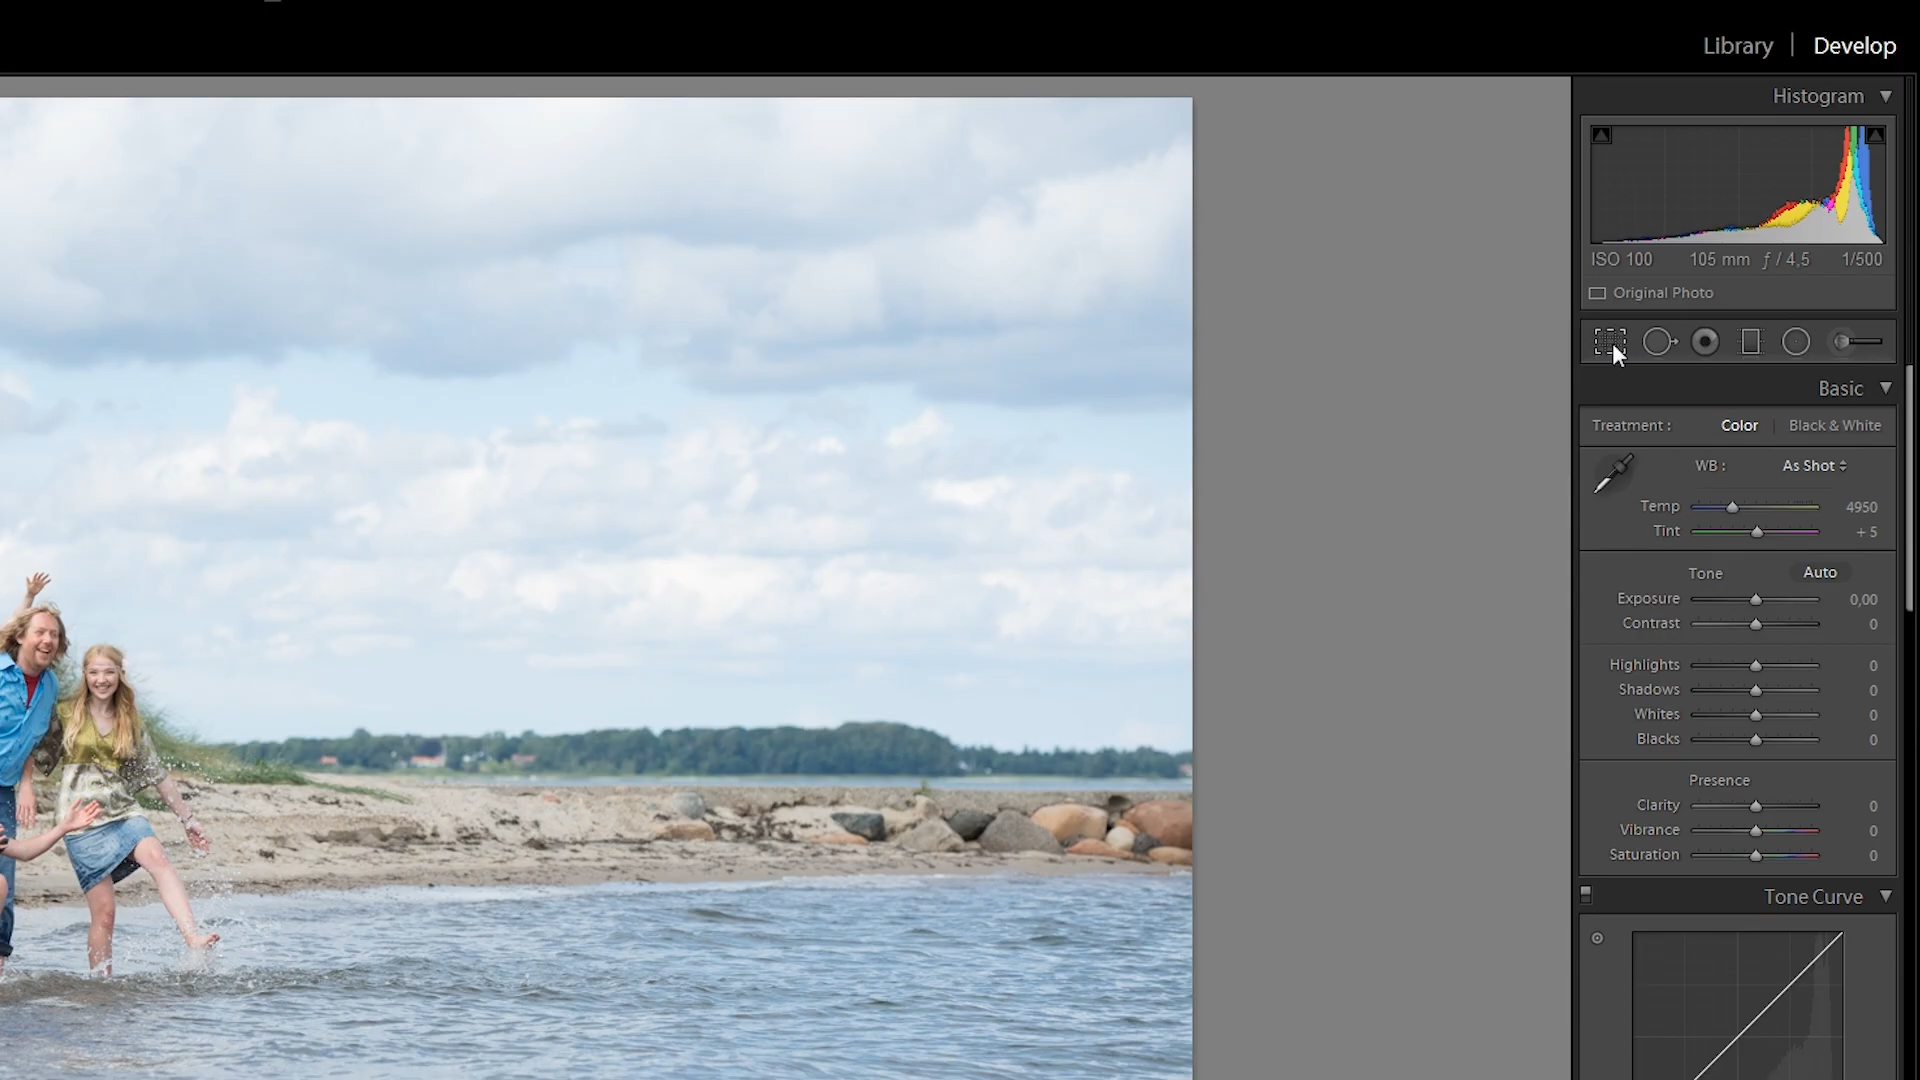 Library | Develop
Histogram
ISO 100 105 mm ƒ / 4,5 1/500
Original Photo
Basic
Treatment : Color Black & White
WB : As Shot
Temp 4950
Tint + 5
Tone Auto
Exposure 0,00
Contrast 0
Highlights 0
Shadows 0
Whites 0
Blacks 0
Presence
Clarity 0
Vibrance 0
Saturation 0
Tone Curve